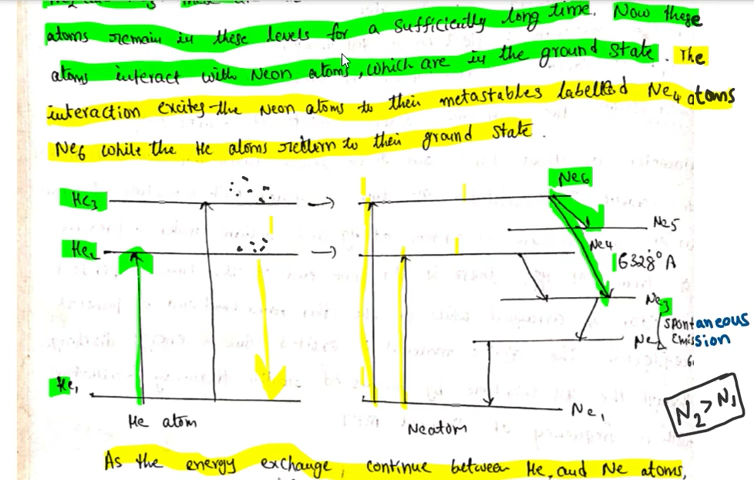 atoms remain in these levels for a sufficiently long time. Now these
atoms interact with Neon atoms, which are in the ground state. The
interaction excites the Neon atoms to their metastables labelled Ne4 atoms
Ne6 while the He atoms return to their ground state.
He3
Ne6
Ne5
He2
Ne4
6328°A
Ne3
spontaneous
Emission
Ne2
He1
Ne1
N2 > N1
He atom
Neatom
As the energy exchange, continue between He, and Ne atoms,